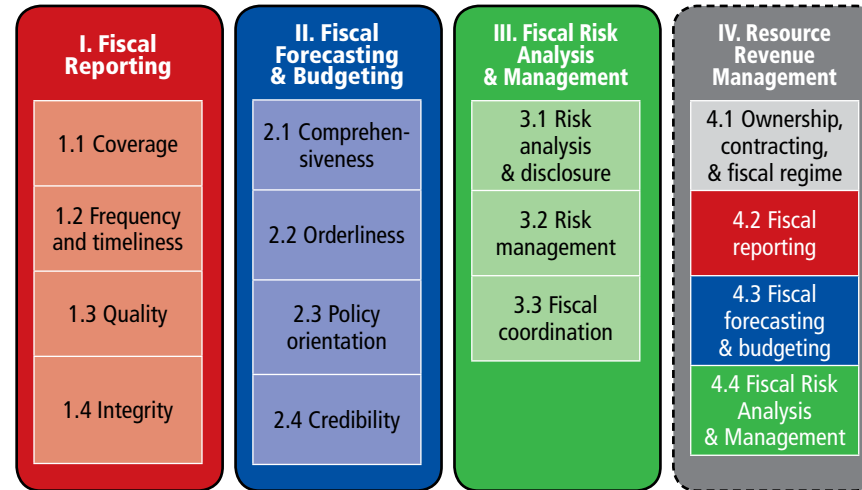 I. Fiscal
Reporting
1.1 Coverage
1.2 Frequency
and timeliness
1.3 Quality
1.4 Integrity
II. Fiscal
Forecasting
& Budgeting
2.1 Comprehen-
siveness
2.2 Orderliness
2.3 Policy
orientation
2.4 Credibility
III. Fiscal Risk
Analysis
& Management
3.1 Risk
analysis
& disclosure
3.2 Risk
management
3.3 Fiscal
coordination
IV. Resource
Revenue
Management
4.1 Ownership,
contracting,
& fiscal regime
4.2 Fiscal
reporting
4.3 Fiscal
forecasting
& budgeting
4.4 Fiscal Risk
Analysis
& Management